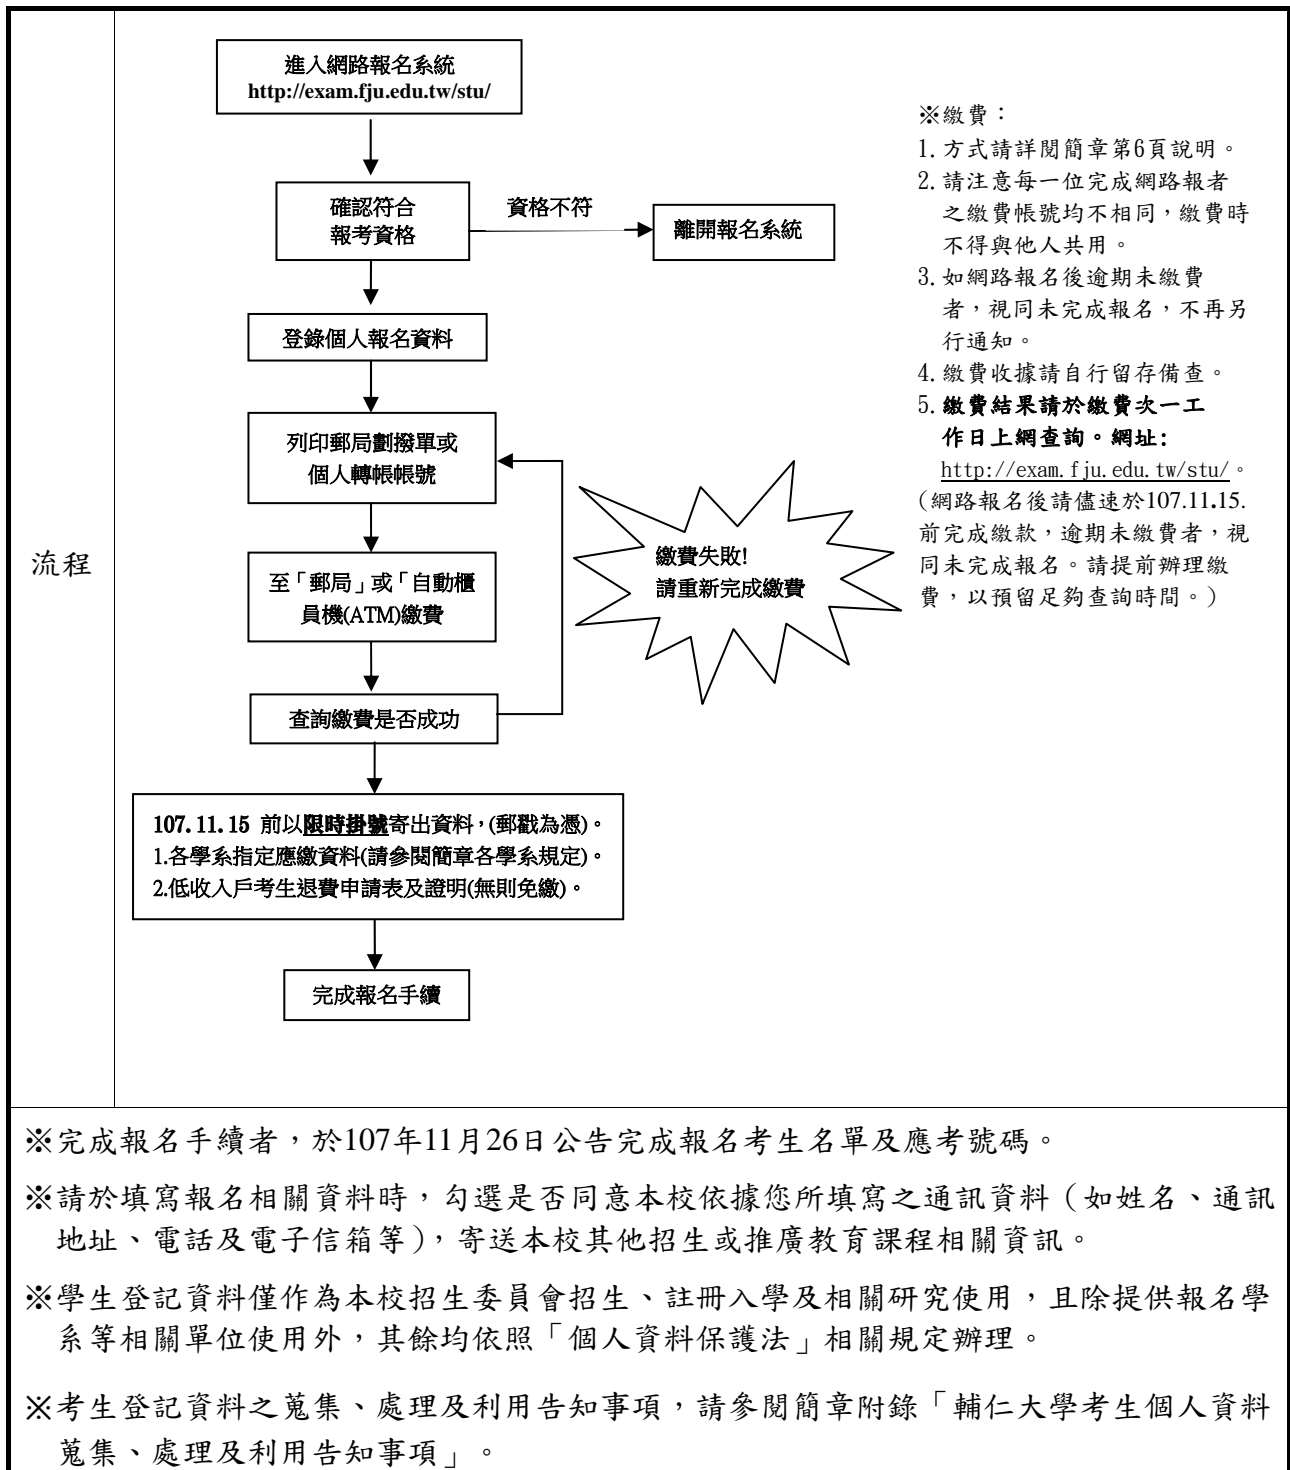 進入網路報名系統
http://exam.fju.edu.tw/stu/
確認符合
報考資格
資格不符
離開報名系統
登錄個人報名資料
列印郵局劃撥單或
個人轉帳帳號
至「郵局」或「自動櫃
員機(ATM)繳費
查詢繳費是否成功
繳費失敗!
請重新完成繳費
107.11.15 前以限時掛號寄出資料，(郵戳為憑)。
1.各學系指定應繳資料(請參閱簡章各學系規定)。
2.低收入戶考生退費申請表及證明(無則免繳)。
完成報名手續
※繳費：
1.方式請詳閱簡章第6頁說明。
2.請注意每一位完成網路報者
之繳費帳號均不相同，繳費時
不得與他人共用。
3.如網路報名後逾期未繳費
者，視同未完成報名，不再另
行通知。
4.繳費收據請自行留存備查。
5.繳費結果請於繳費次一工
作日上網查詢。網址：
http://exam.fju.edu.tw/stu/。
(網路報名後請儘速於107.11.15.
前完成繳款，逾期未繳費者，視
同未完成報名。請提前辦理繳
費，以預留足夠查詢時間。)
流程
※完成報名手續者，於107年11月26日公告完成報名考生名單及應考號碼。
※請於填寫報名相關資料時，勾選是否同意本校依據您所填寫之通訊資料（如姓名、通訊
地址、電話及電子信箱等），寄送本校其他招生或推廣教育課程相關資訊。
※學生登記資料僅作為本校招生委員會招生、註冊入學及相關研究使用，且除提供報名學
系等相關單位使用外，其餘均依照「個人資料保護法」相關規定辦理。
※考生登記資料之蒐集、處理及利用告知事項，請參閱簡章附錄「輔仁大學考生個人資料
蒐集、處理及利用告知事項」。